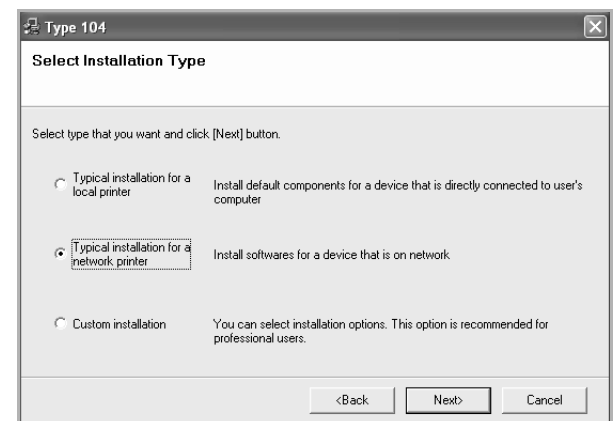 Type 104
Select Installation Type
Select type that you want and click [Next] button.
Typical installation for a
local printer
Install default components for a device that is directly connected to user's
computer
Typical installation for a
network printer
Install softwares for a device that is on network
Custom installation
You can select installation options. This option is recommended for
professional users.
<Back
Next>
Cancel